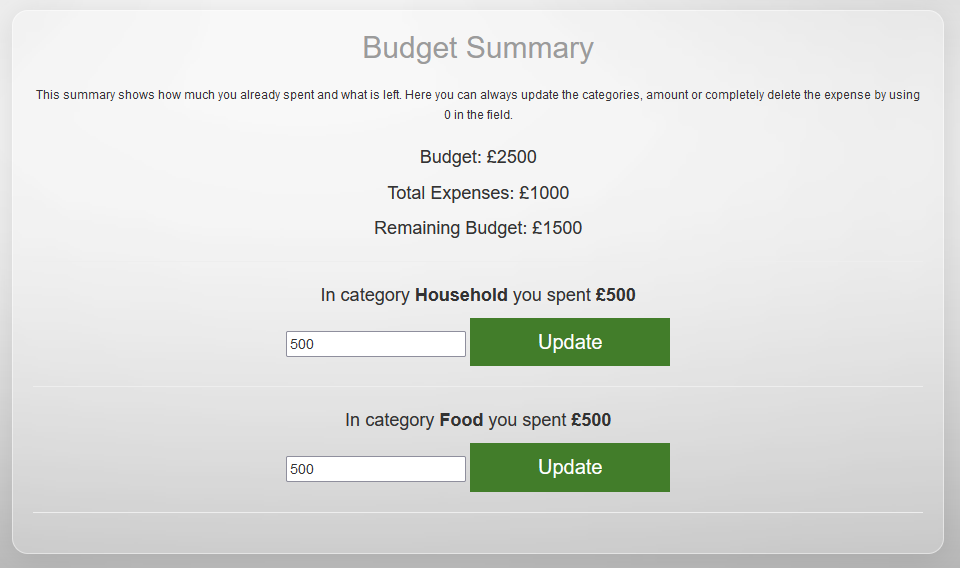 Budget Summary
This summary shows how much you already spent and what is left. Here you can always update the categories, amount or completely delete the expense by using
0 in the field.
Budget: £2500
Total Expenses: £1000
Remaining Budget: £1500
In category Household you spent £500
500 Update
In category Food you spent £500
500 Update